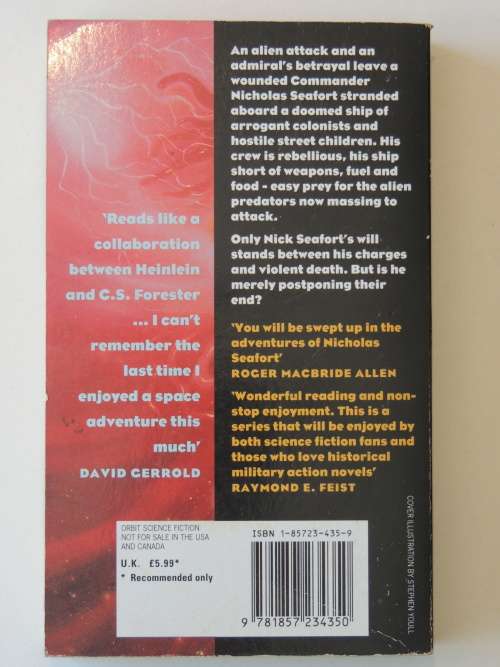 An alien attack and an
admiral's betrayal leave a
wounded Commander
Nicholas Seafort stranded
aboard a doomed ship of
arrogant colonists and
hostile street children. His
crew is rebellious, his ship
short of weapons, fuel and
food - easy prey for the alien
predators now massing to
attack.
Only Nick Seafort's will
stands between his charges
and violent death. But is he
merely postponing their
end?
'You will be swept up in the
adventures of Nicholas
Seafort'
ROGER MACBRIDE ALLEN
'Wonderful reading and non-
stop enjoyment. This is a
series that will be enjoyed by
both science fiction fans and
those who love historical
military action novels'
RAYMOND E. FEIST
'Reads like a
collaboration
between Heinlein
and C.S. Forester
... I can't
remember the
last time I
enjoyed a space
adventure this
much'
DAVID GERROLD
ORBIT SCIENCE FICTION
NOT FOR SALE IN THE USA
AND CANADA
U.K. £5.99*
* Recommended only
ISBN 1-85723-435-9
9 781857 234350
COVER ILLUSTRATION BY STEPHEN YOULL